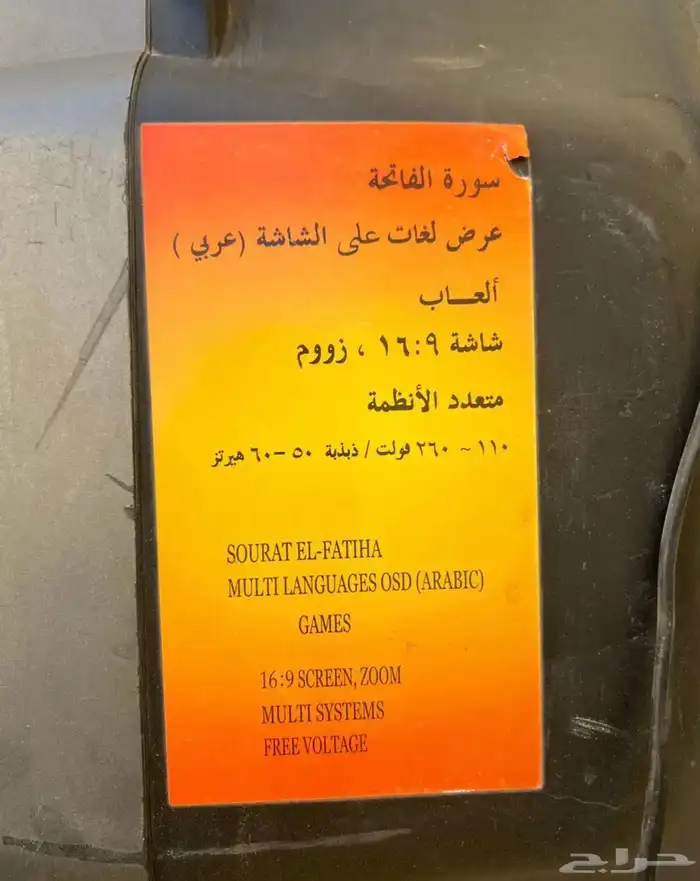 سورة الفاتحة
عرض لغات على الشاشة (عربي )
ألعـــاب
شاشة ١٦:٩ ، زووم
متعدد الأنظمة
١١٠ ~ ٢٦٠ فولت / ذبذبة ٥٠ –٦٠ هيرتز
SOURAT EL-FATIHA
MULTI LANGUAGES OSD (ARABIC)
GAMES
16:9 SCREEN, ZOOM
MULTI SYSTEMS
FREE VOLTAGE
حراج